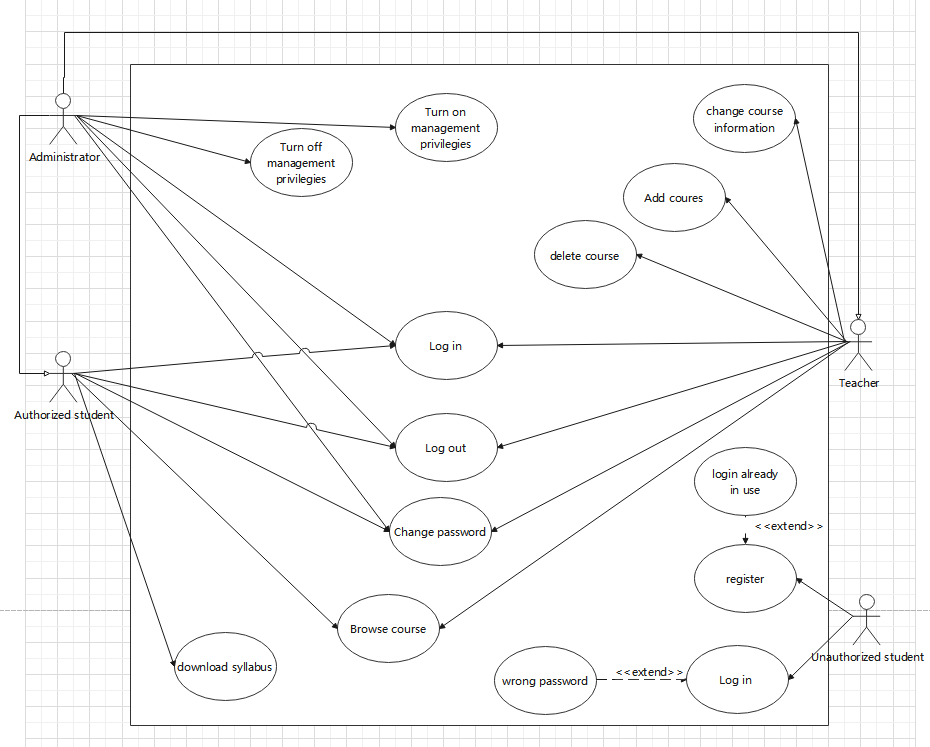 Turn on
management
privilegies
change course
information
Administrator
Turn off
management
privilegies
Add coures
delete course
Log in
Teacher
Authorized student
Log out
login already
in use
<<extend>>
Change password
register
Browse course
Unauthorized student
download syllabus
wrong password
<<extend>>
Log in